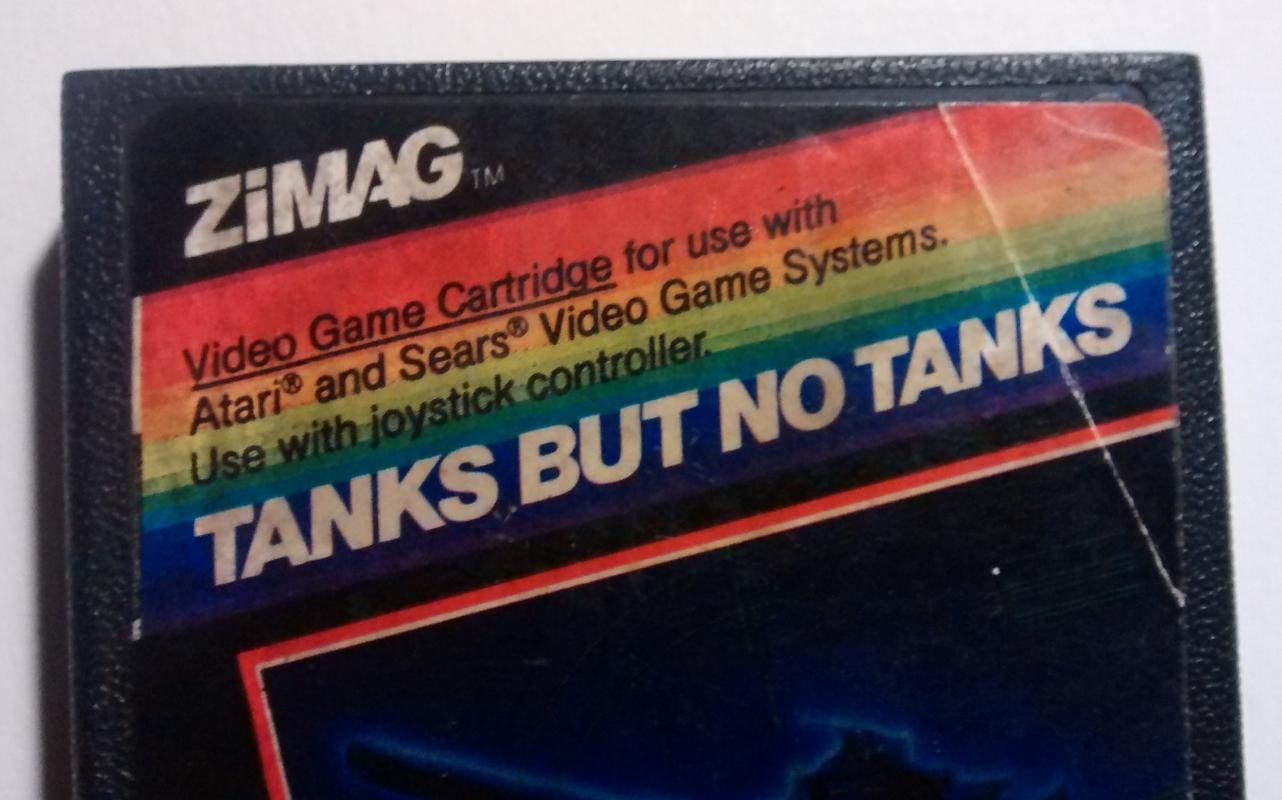 ZiMAG™
Video Game Cartridge for use with
Atari® and Sears® Video Game Systems.
Use with joystick controller.
TANKS BUT NO TANKS